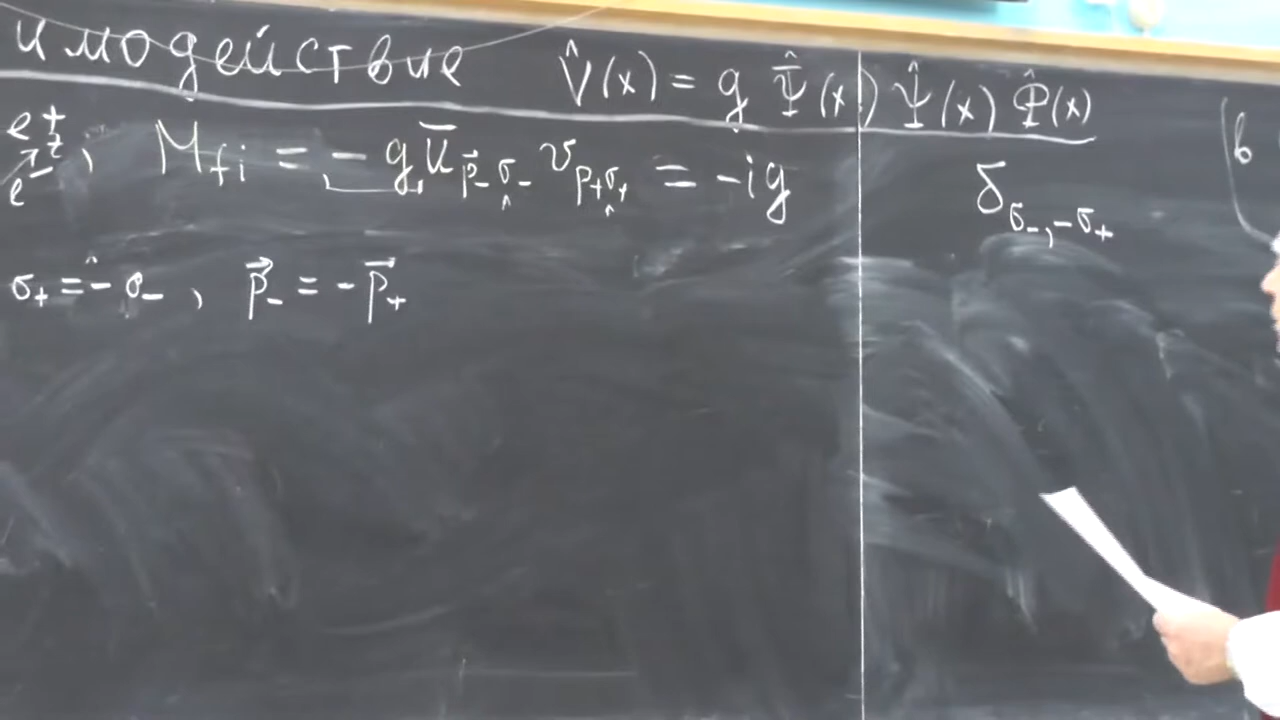 имодействие V̂(x) = g Ψ̄̂(x) Ψ̂(x) Φ̂(x)
e⁺e⁻, M_fi = − g ū_{p⃗₋σ₋} v_{p₊σ₊} = −ig δ_{σ₋,−σ₊}
в
σ₊ = −σ₋, p⃗₋ = −p⃗₊